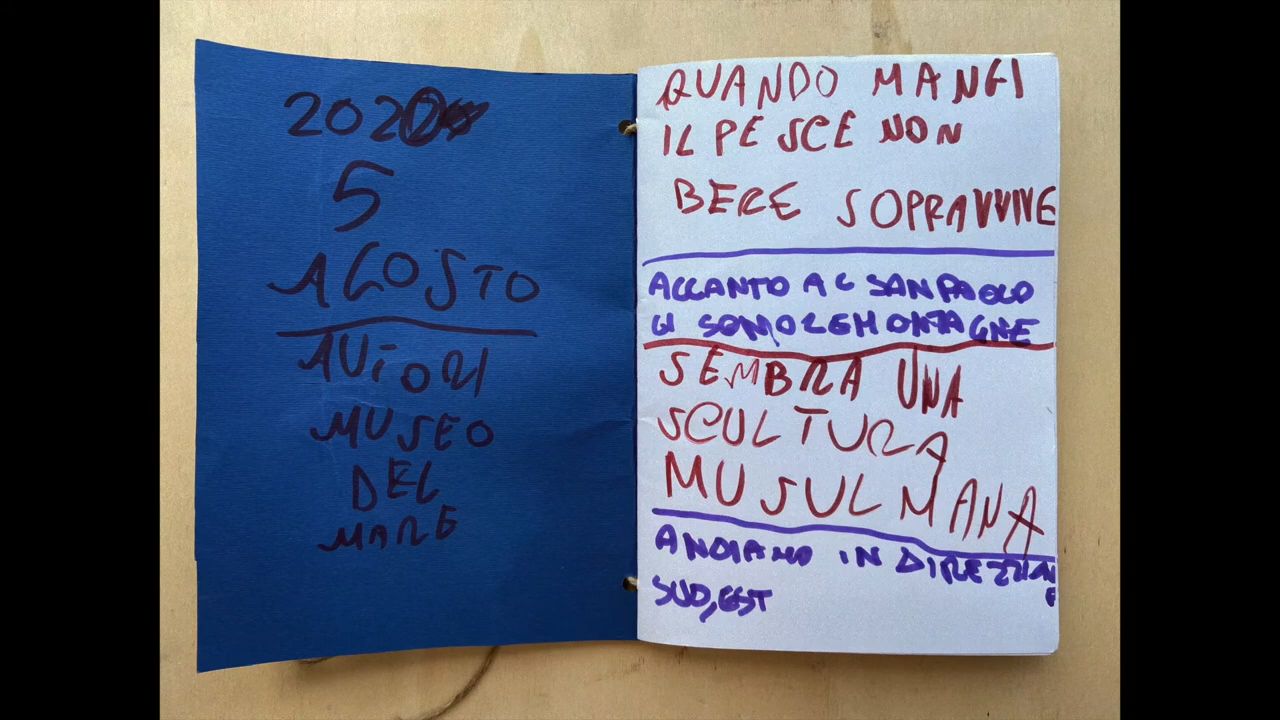 2020
5
AGOSTO
AUTORI
MUSEO
DEL
MARE
QUANDO MANGI
IL PESCE NON
BERE SOPRAVVIVE
ACCANTO AL SAN PAOLO
CI SONO LE MONTAGNE
SEMBRA UNA
SCULTURA
MUSULMANA
ANDIAMO IN DIREZIONE
SUD, EST